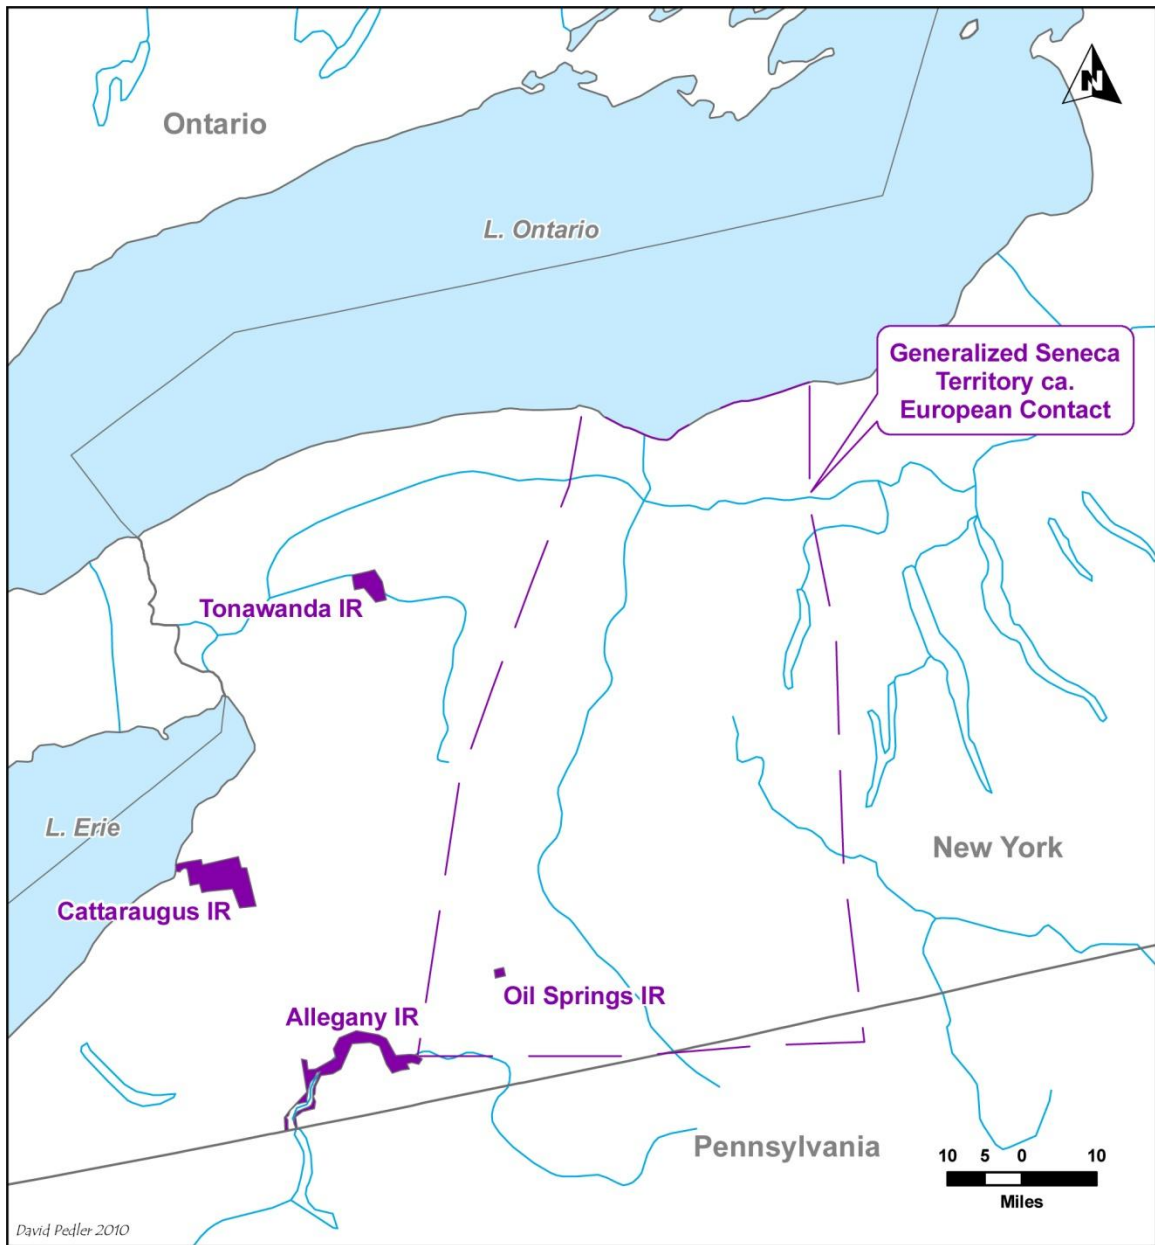 Ontario
N
L. Ontario
Generalized Seneca
Territory ca.
European Contact
Tonawanda IR
L. Erie
New York
Cattaraugus IR
Oil Springs IR
Allegany IR
Pennsylvania
10 5 0 10
Miles
David Pedler 2010